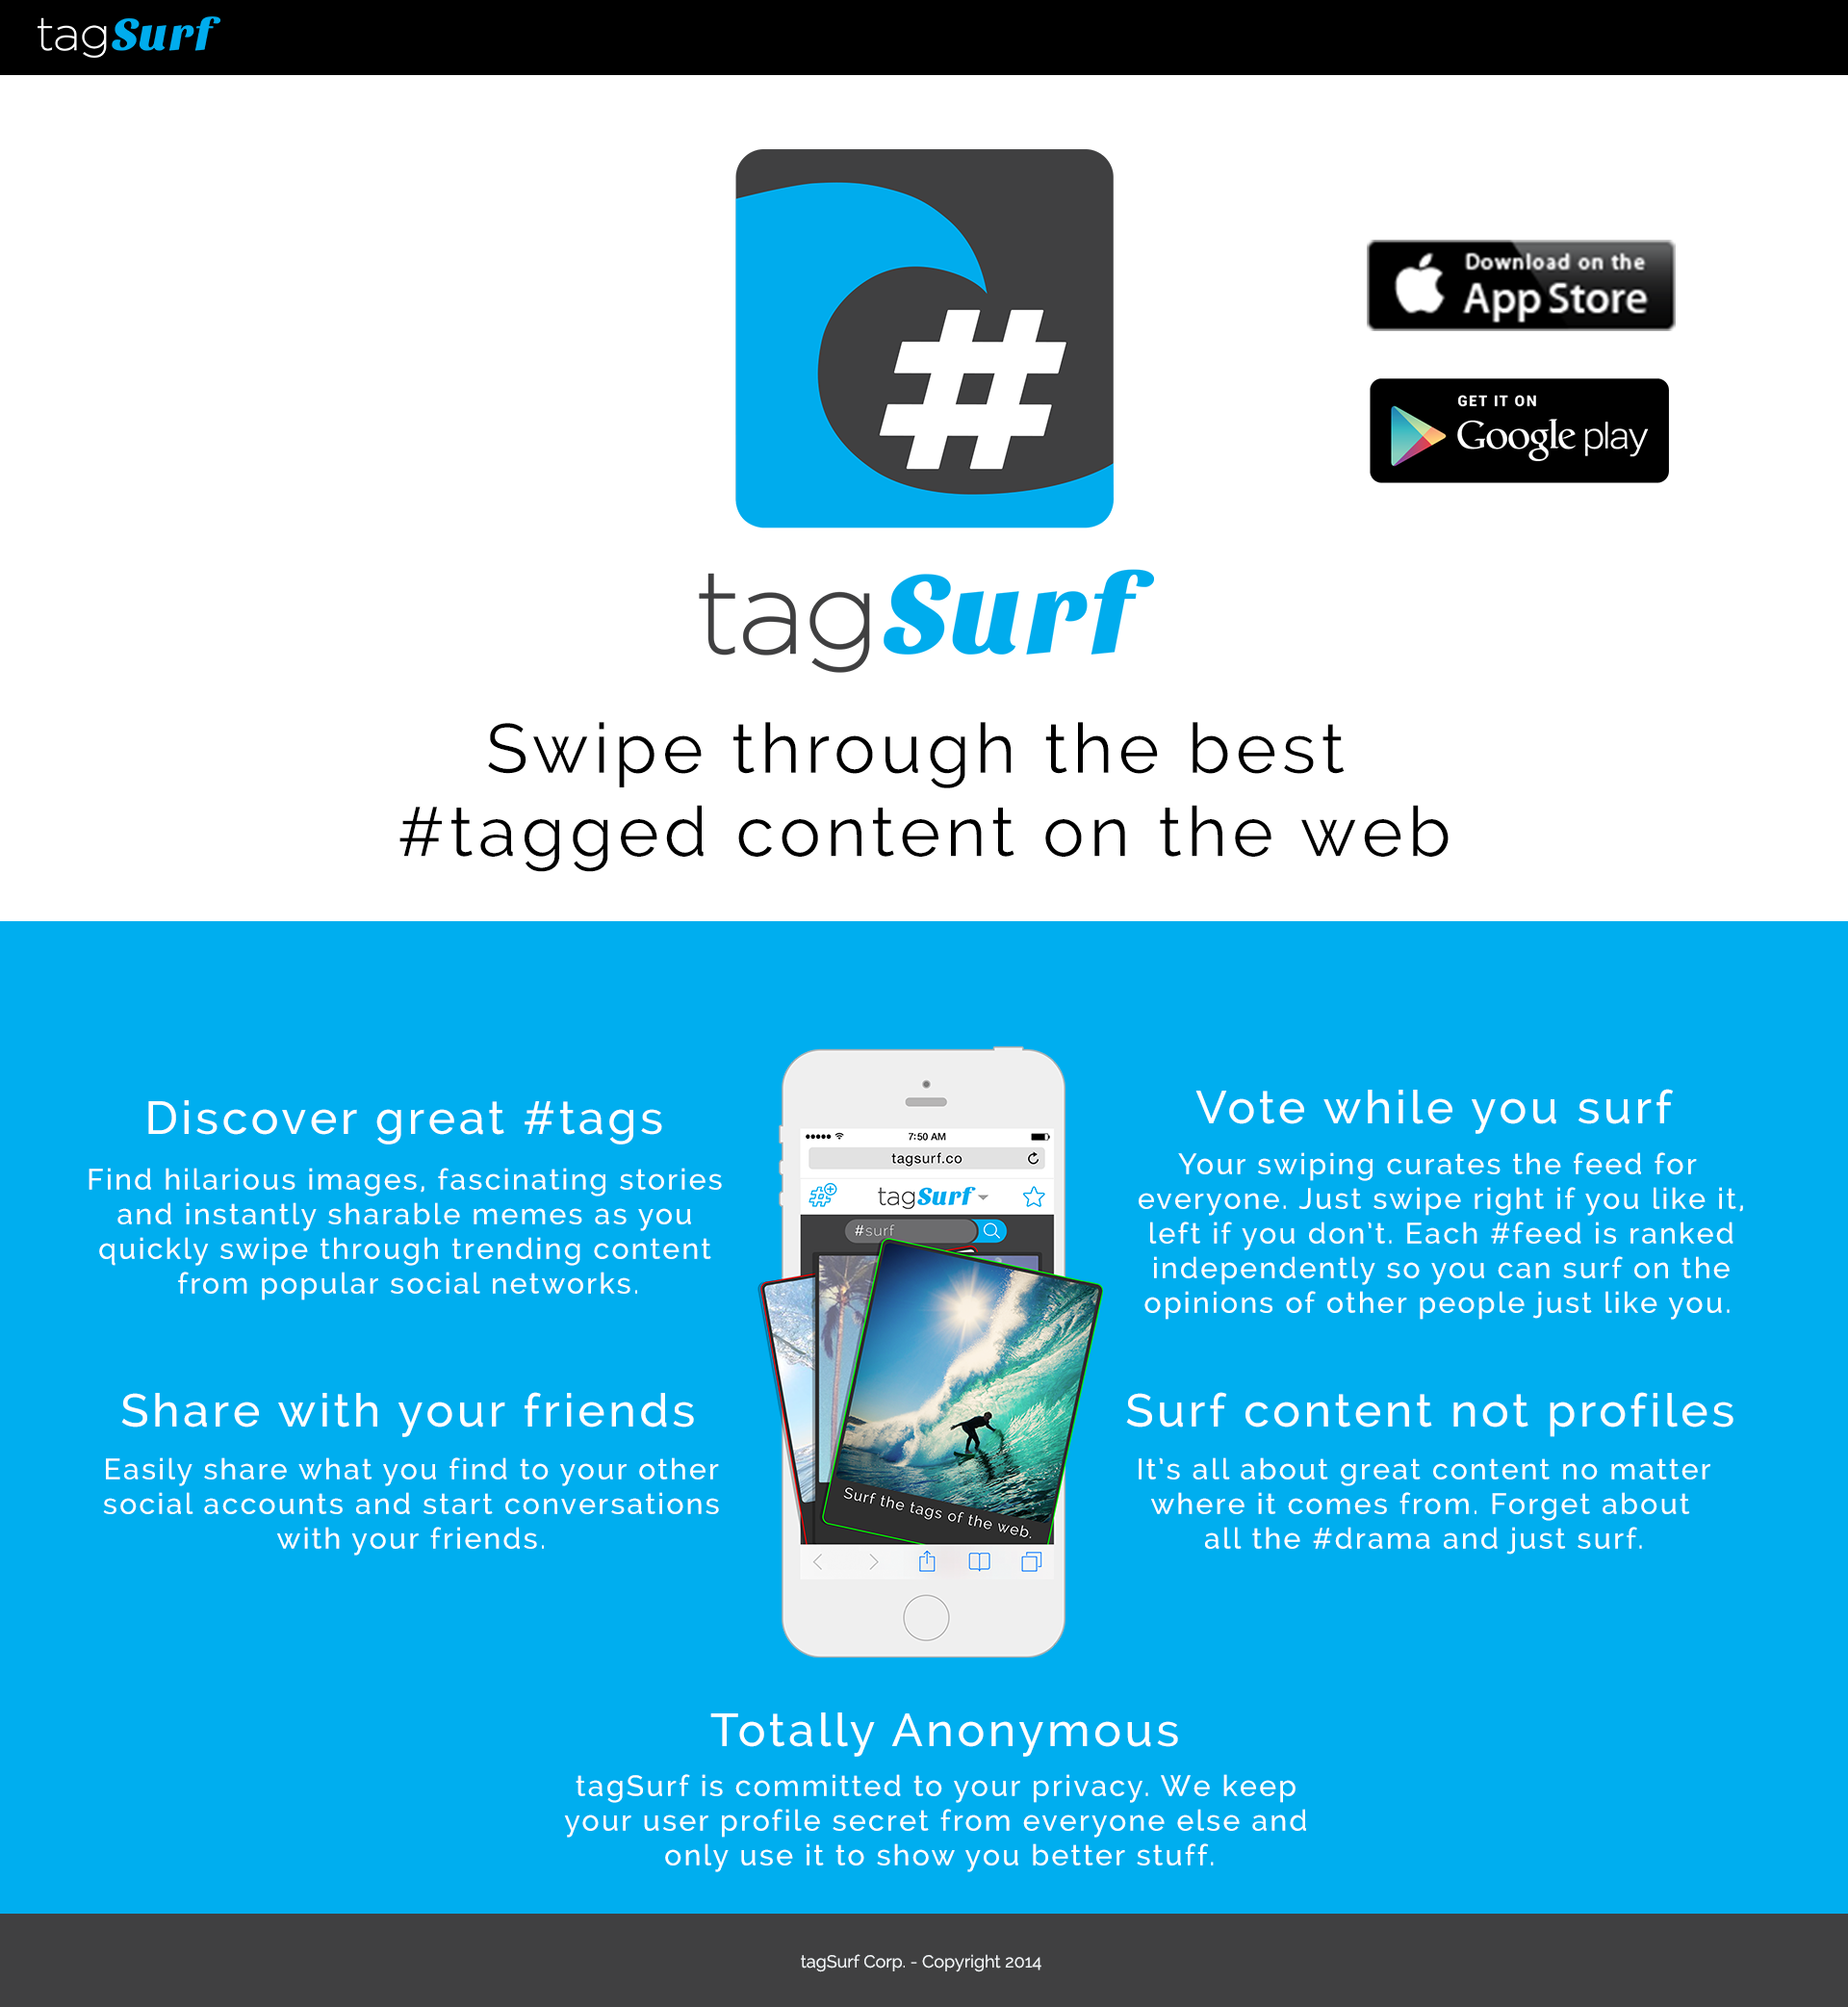 tagSurf
Download on the
App Store
GET IT ON
Google play
#
tagSurf
Swipe through the best
#tagged content on the web
Discover great #tags
Find hilarious images, fascinating stories
and instantly sharable memes as you
quickly swipe through trending content
from popular social networks.
Share with your friends
Easily share what you find to your other
social accounts and start conversations
with your friends.
7:50 AM
tagsurf.co
#
tagSurf
#surf
Surf the tags of the web.
Vote while you surf
Your swiping curates the feed for
everyone. Just swipe right if you like it,
left if you don't. Each #feed is ranked
independently so you can surf on the
opinions of other people just like you.
Surf content not profiles
It's all about great content no matter
where it comes from. Forget about
all the #drama and just surf.
Totally Anonymous
tagSurf is committed to your privacy. We keep
your user profile secret from everyone else and
only use it to show you better stuff.
tagSurf Corp. - Copyright 2014